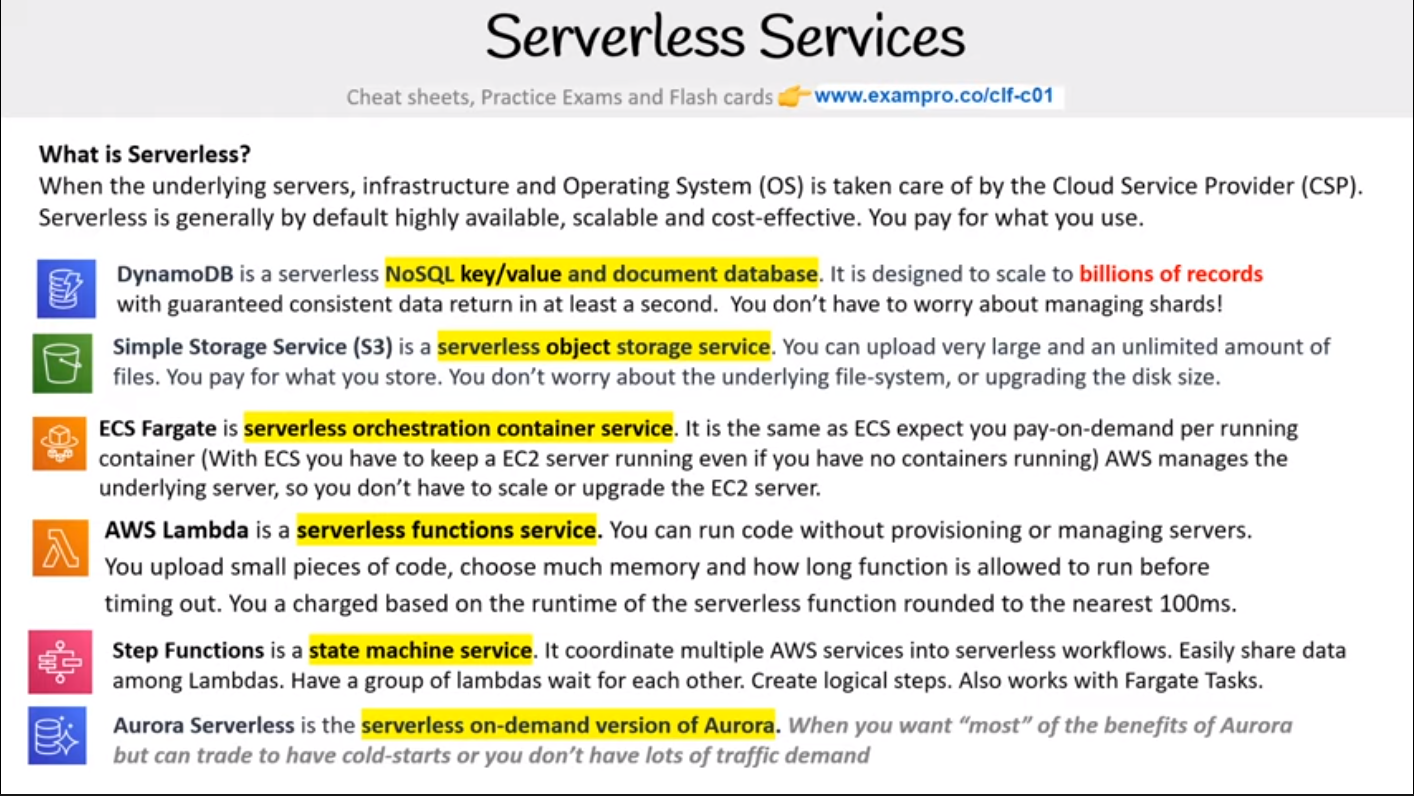 Serverless Services
Cheat sheets, Practice Exams and Flash cards 👉 www.exampro.co/clf-c01
What is Serverless?
When the underlying servers, infrastructure and Operating System (OS) is taken care of by the Cloud Service Provider (CSP).
Serverless is generally by default highly available, scalable and cost-effective. You pay for what you use.
DynamoDB is a serverless NoSQL key/value and document database. It is designed to scale to billions of records
with guaranteed consistent data return in at least a second. You don't have to worry about managing shards!
Simple Storage Service (S3) is a serverless object storage service. You can upload very large and an unlimited amount of
files. You pay for what you store. You don't worry about the underlying file-system, or upgrading the disk size.
ECS Fargate is serverless orchestration container service. It is the same as ECS expect you pay-on-demand per running
container (With ECS you have to keep a EC2 server running even if you have no containers running) AWS manages the
underlying server, so you don't have to scale or upgrade the EC2 server.
AWS Lambda is a serverless functions service. You can run code without provisioning or managing servers.
You upload small pieces of code, choose much memory and how long function is allowed to run before
timing out. You a charged based on the runtime of the serverless function rounded to the nearest 100ms.
Step Functions is a state machine service. It coordinate multiple AWS services into serverless workflows. Easily share data
among Lambdas. Have a group of lambdas wait for each other. Create logical steps. Also works with Fargate Tasks.
Aurora Serverless is the serverless on-demand version of Aurora. When you want “most” of the benefits of Aurora
but can trade to have cold-starts or you don't have lots of traffic demand